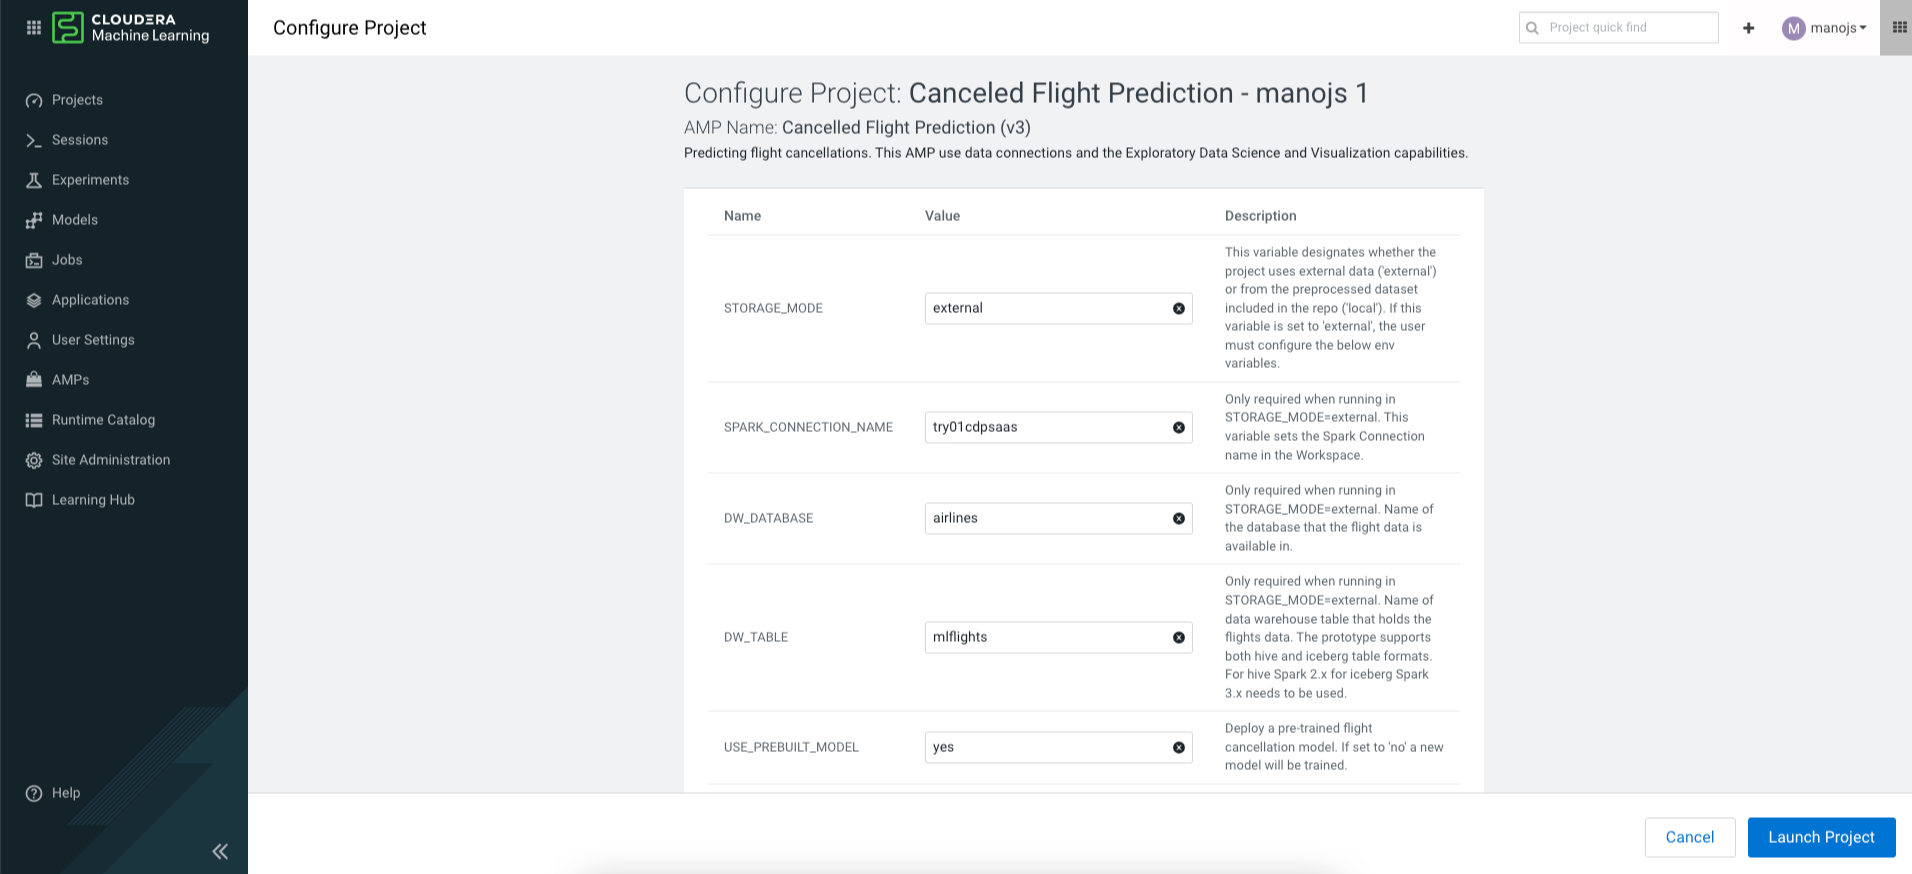 CLOUDERA
Machine Learning
Configure Project
Project quick find
M
manojs
Projects
Sessions
Experiments
Models
Jobs
Applications
User Settings
AMPs
Runtime Catalog
Site Administration
Learning Hub
Help
Configure Project: Canceled Flight Prediction - manojs 1
AMP Name: Cancelled Flight Prediction (v3)
Predicting flight cancellations. This AMP use data connections and the Exploratory Data Science and Visualization capabilities.
Name Value Description
STORAGE_MODE
external
This variable designates whether the
project uses external data ('external')
or from the preprocessed dataset
included in the repo ('local'). If this
variable is set to 'external', the user
must configure the below env
variables.
SPARK_CONNECTION_NAME
try01cdpsaas
Only required when running in
STORAGE_MODE=external. This
variable sets the Spark Connection
name in the Workspace.
DW_DATABASE
airlines
Only required when running in
STORAGE_MODE=external. Name of
the database that the flight data is
available in.
DW_TABLE
mlflights
Only required when running in
STORAGE_MODE=external. Name of
data warehouse table that holds the
flights data. The prototype supports
both hive and iceberg table formats.
For hive Spark 2.x for iceberg Spark
3.x needs to be used.
USE_PREBUILT_MODEL
yes
Deploy a pre-trained flight
cancellation model. If set to 'no' a new
model will be trained.
Cancel
Launch Project